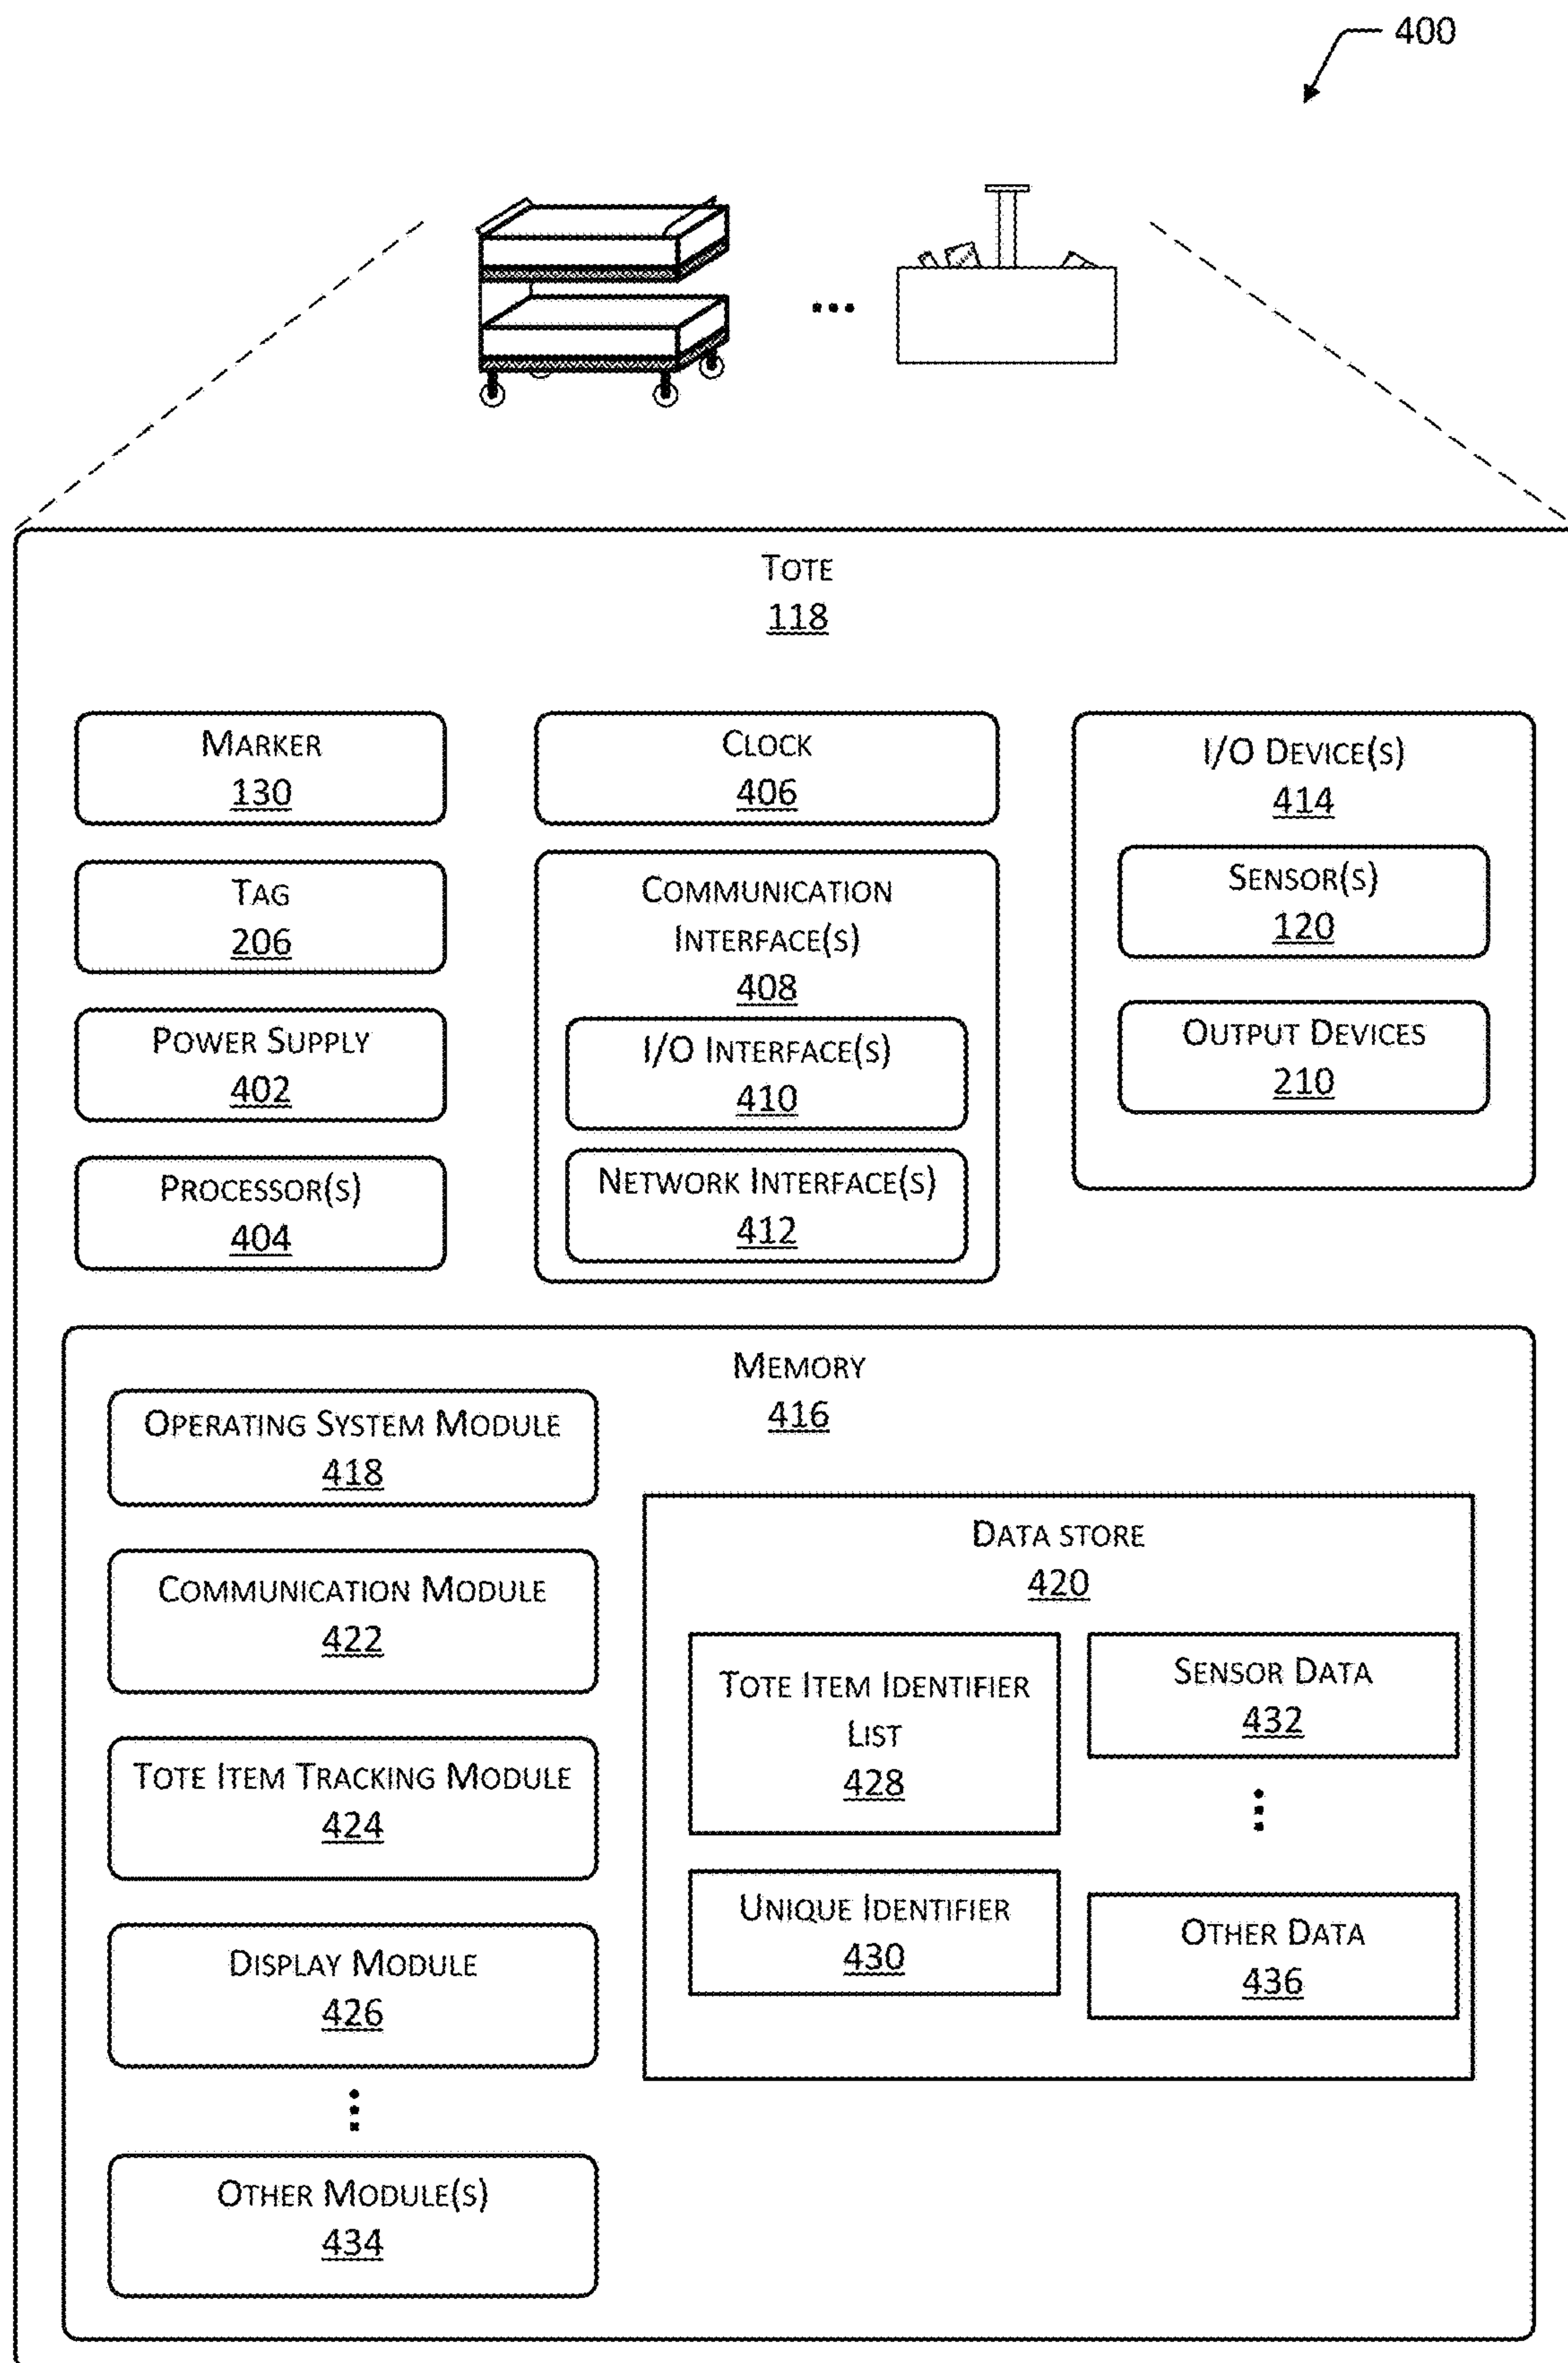 400
TOTE
118
MARKER
130
TAG
206
POWER SUPPLY
402
PROCESSOR(S)
404
CLOCK
406
COMMUNICATION
INTERFACE(S)
408
I/O INTERFACE(S)
410
NETWORK INTERFACE(S)
412
I/O DEVICE(S)
414
SENSOR(S)
120
OUTPUT DEVICES
210
MEMORY
416
OPERATING SYSTEM MODULE
418
COMMUNICATION MODULE
422
TOTE ITEM TRACKING MODULE
424
DISPLAY MODULE
426
OTHER MODULE(S)
434
DATA STORE
420
TOTE ITEM IDENTIFIER
LIST
428
UNIQUE IDENTIFIER
430
SENSOR DATA
432
OTHER DATA
436